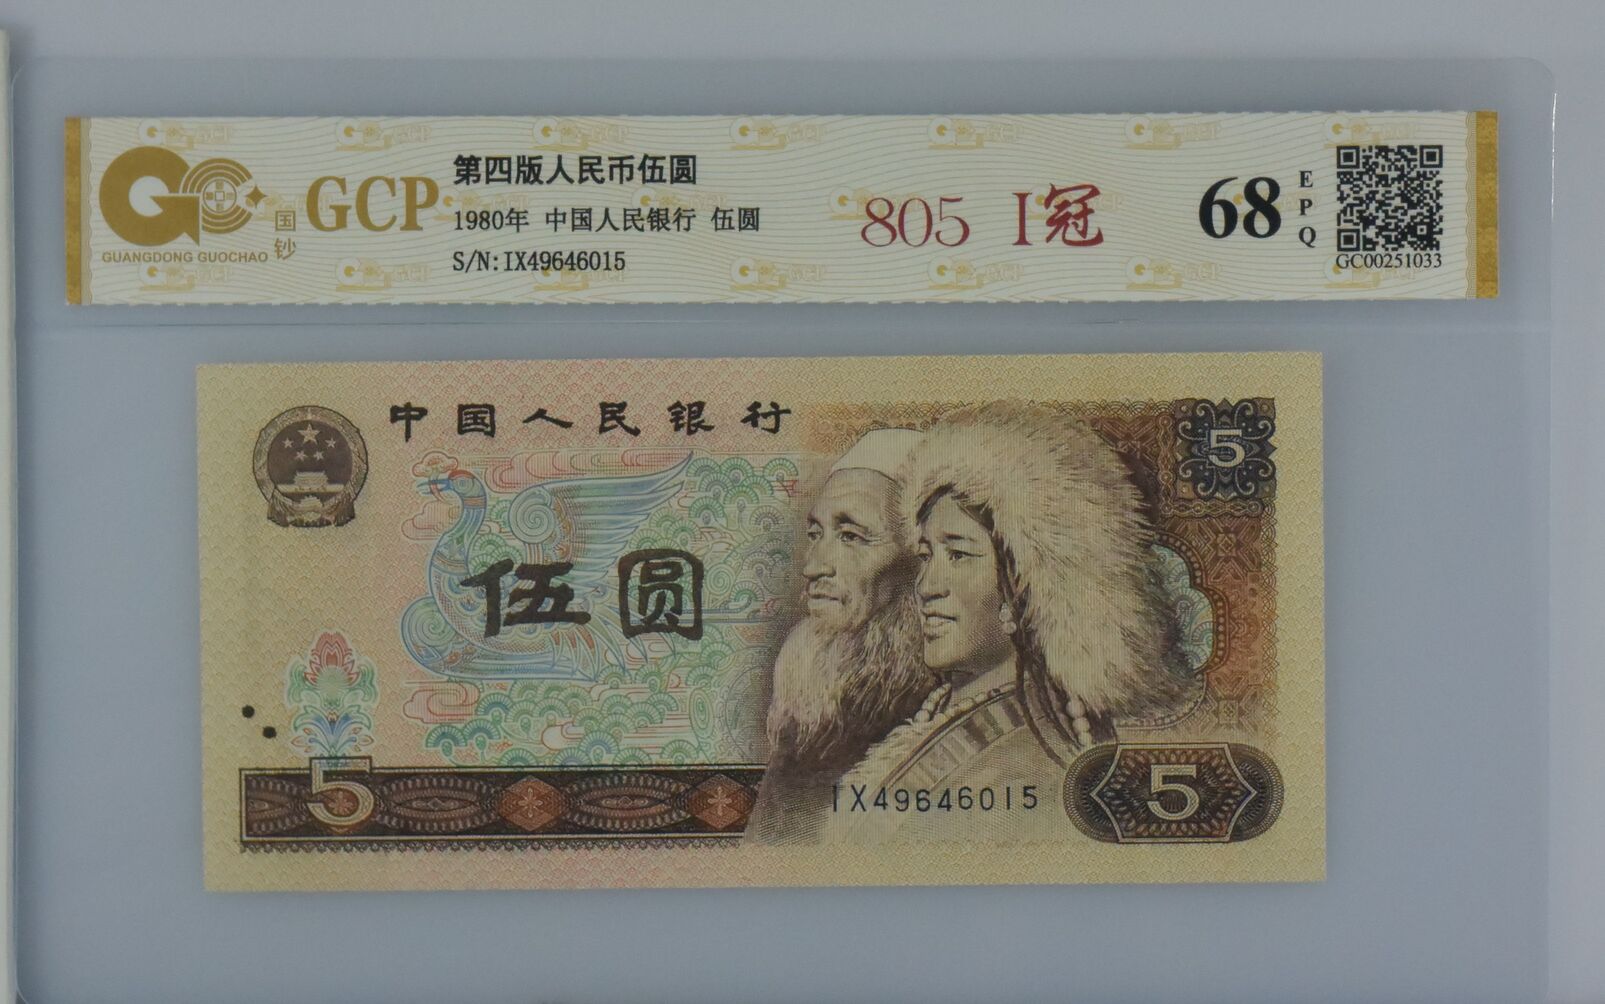 第四版人民币伍圆
国钞
GCP
1980年 中国人民银行 伍圆
805 I冠
68
EPQ
GUANGDONG GUOCHAO
S/N:IX49646015
GC00251033
中国人民银行
5
伍圆
5
IX49646015
5